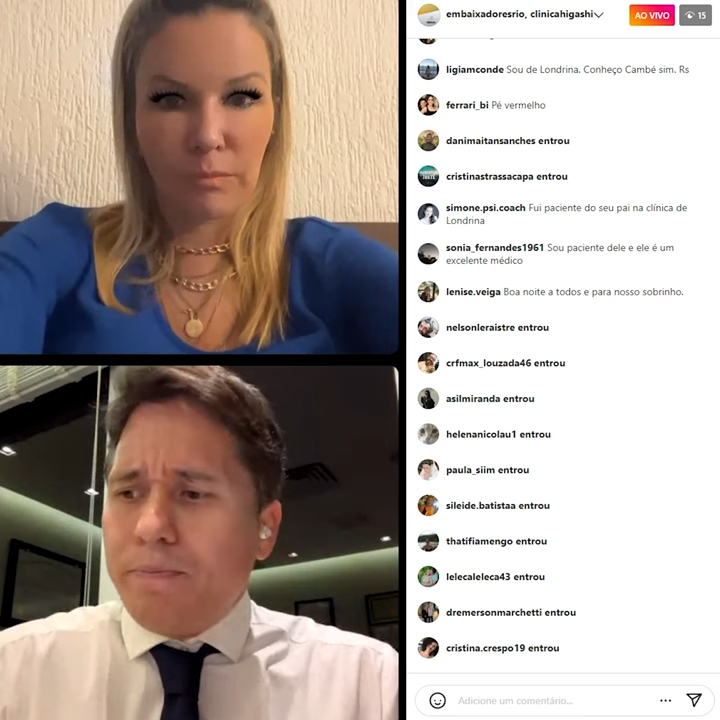 embaixadoresrio, clinicahigashi
AO VIVO
15
ligiamconde Sou de Londrina. Conheço Cambé sim. Rs
ferrari_bi Pé vermelho
danimaitansanches entrou
cristinastrassacapa entrou
simone.psi.coach Fui paciente do seu pai na clínica de
Londrina
sonia_fernandes1961 Sou paciente dele e ele é um
excelente médico
lenise.veiga Boa noite a todos e para nosso sobrinho.
nelsonleraistre entrou
crfmax_louzada46 entrou
asilmiranda entrou
helenanicolau1 entrou
paula_siim entrou
sileide.batistaa entrou
thatifiamengo entrou
lelecaleleca43 entrou
dremersonmarchetti entrou
cristina.crespo19 entrou
Adicione um comentário...